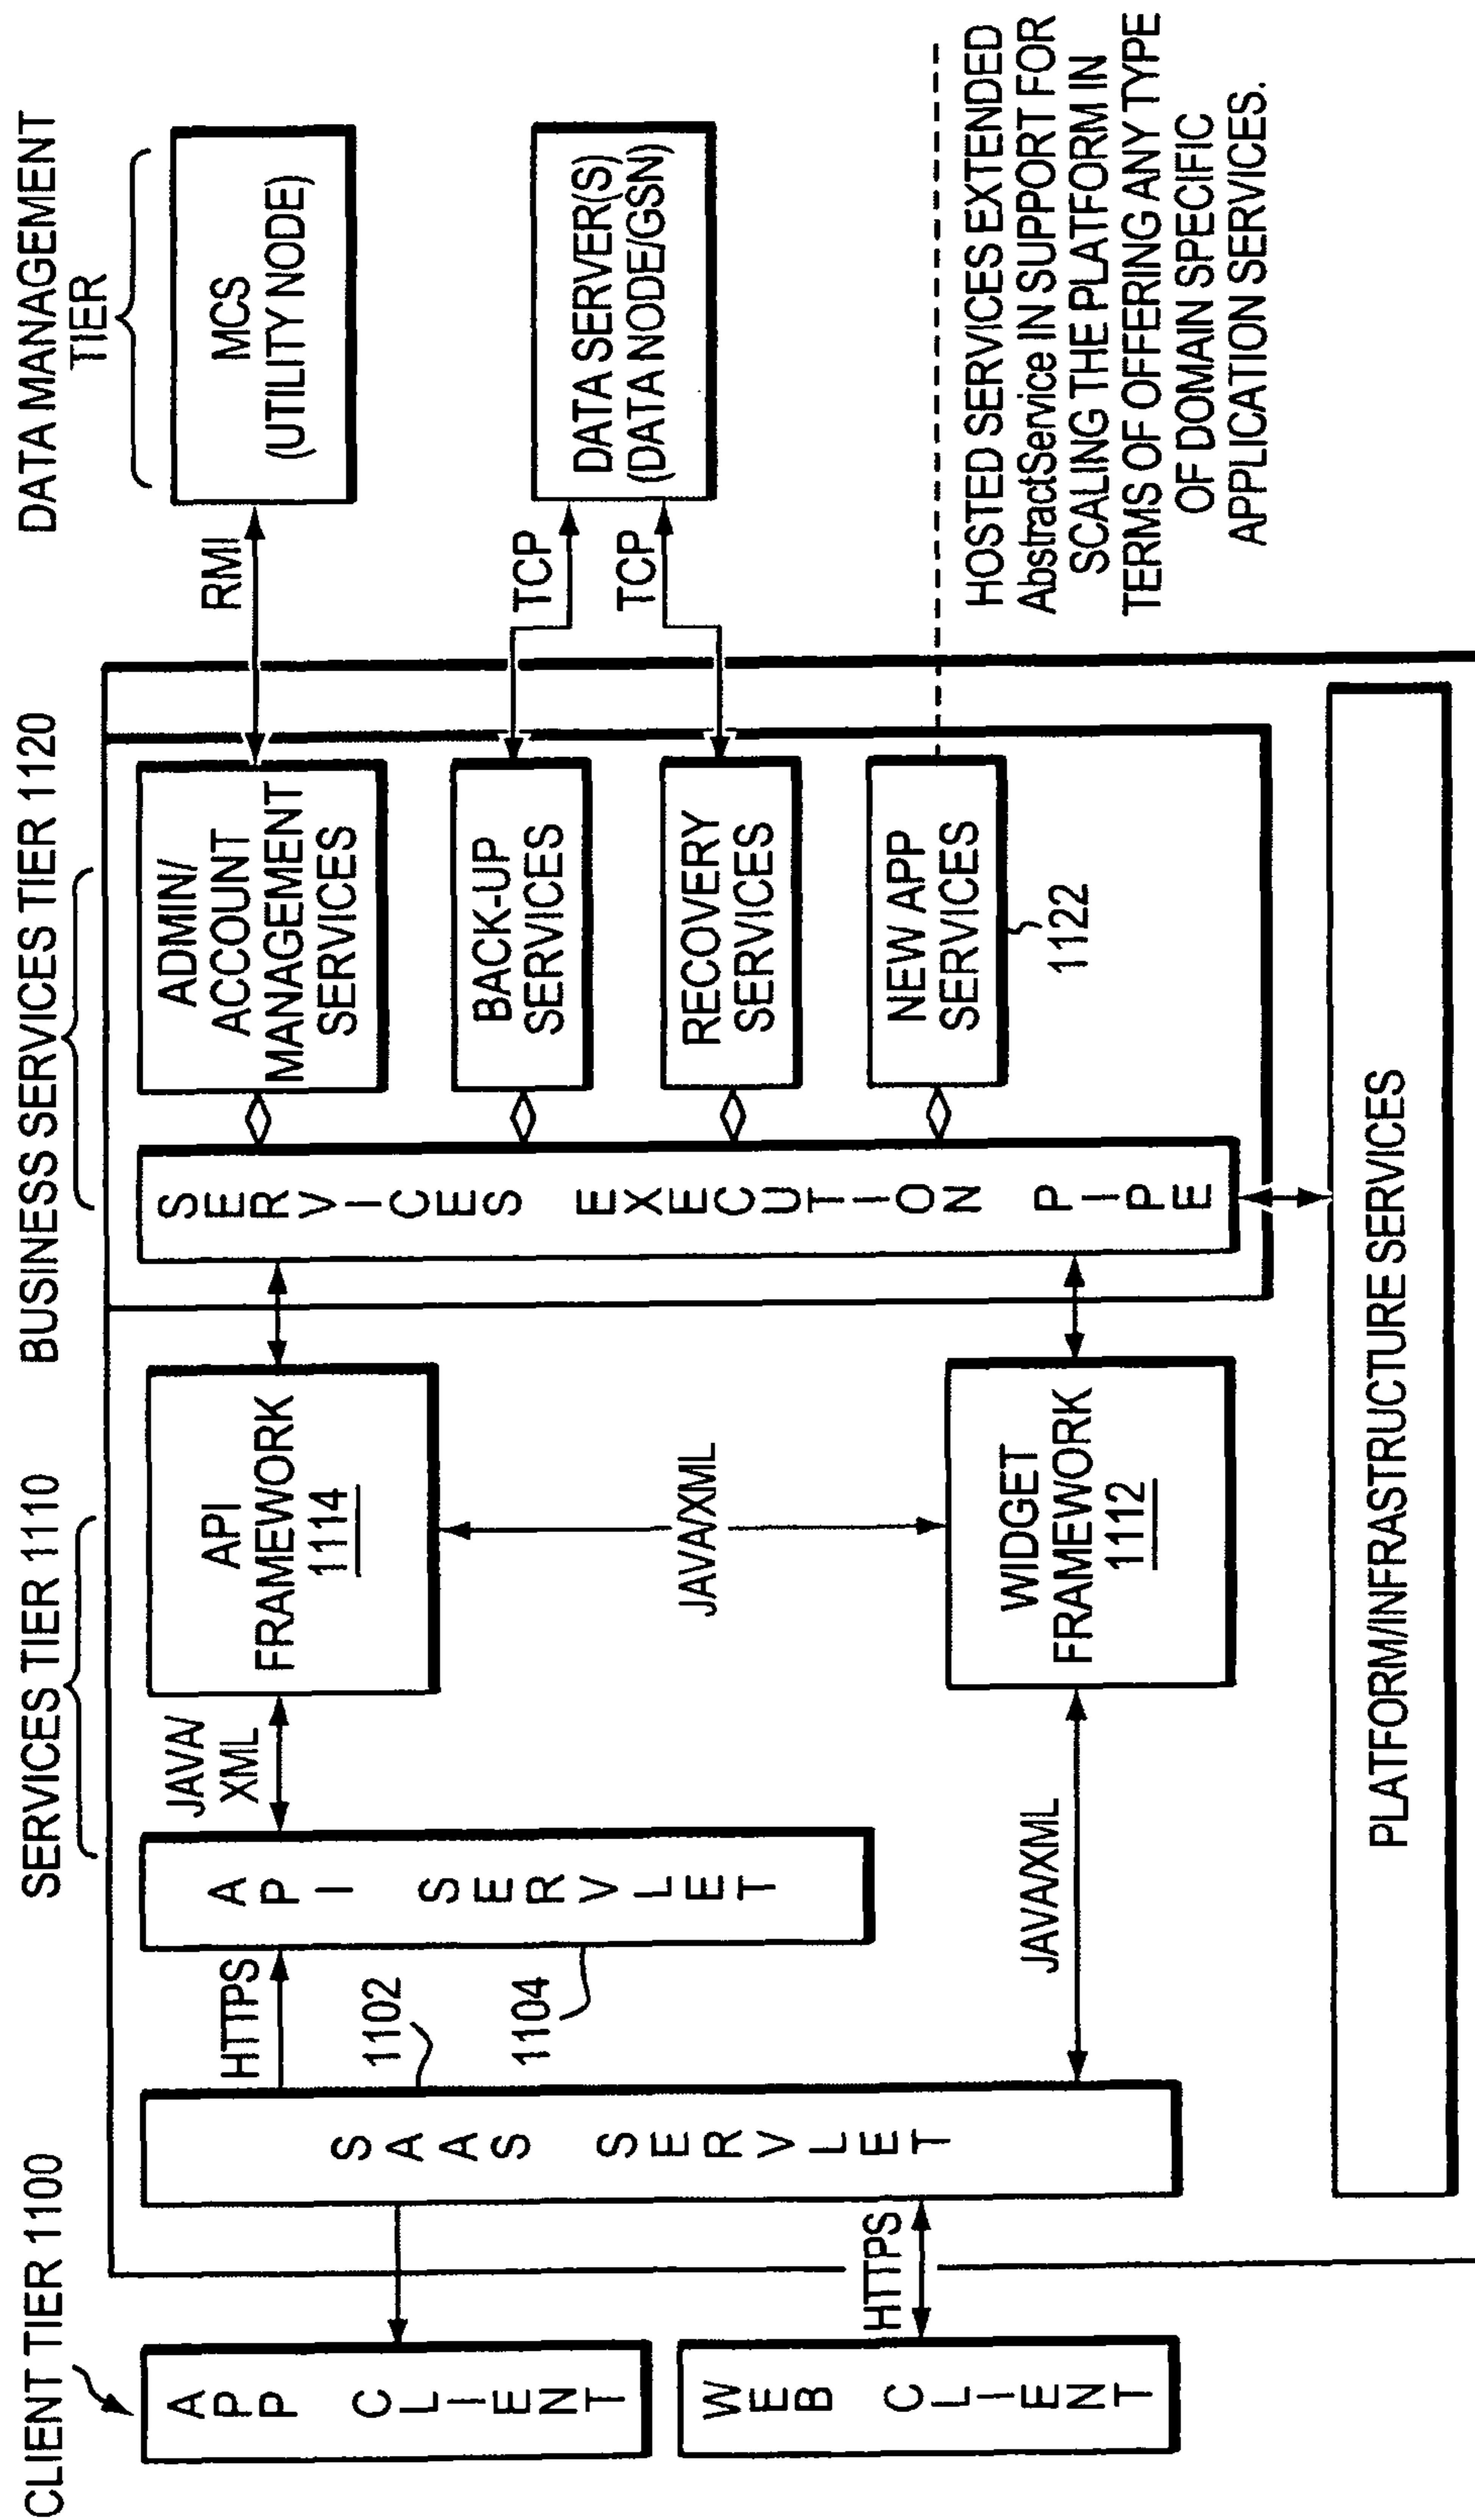 CLIENT TIER 1100
SERVICES TIER 1110
BUSINESS SERVICES TIER 1120
DATA MANAGEMENT
TIER
APP CLIENT
WEB CLIENT
HTTPS
SAAS SERVLET
1102
HTTPS
API SERVLET
1104
JAVA/
XML
JAVA/XML
API
FRAMEWORK
1114
JAVA/XML
WIDGET
FRAMEWORK
1112
SERVICES EXECUTION PIPE
ADMIN/
ACCOUNT
MANAGEMENT
SERVICES
BACK-UP
SERVICES
RECOVERY
SERVICES
NEW APP
SERVICES
1122
RMI
TCP
TCP
MCS
(UTILITY NODE)
DATA SERVER(S)
(DATA NODE/GSN)
HOSTED SERVICES EXTENDED
AbstractService IN SUPPORT FOR
SCALING THE PLATFORM IN
TERMS OF OFFERING ANY TYPE
OF DOMAIN SPECIFIC
APPLICATION SERVICES.
PLATFORM/INFRASTRUCTURE SERVICES